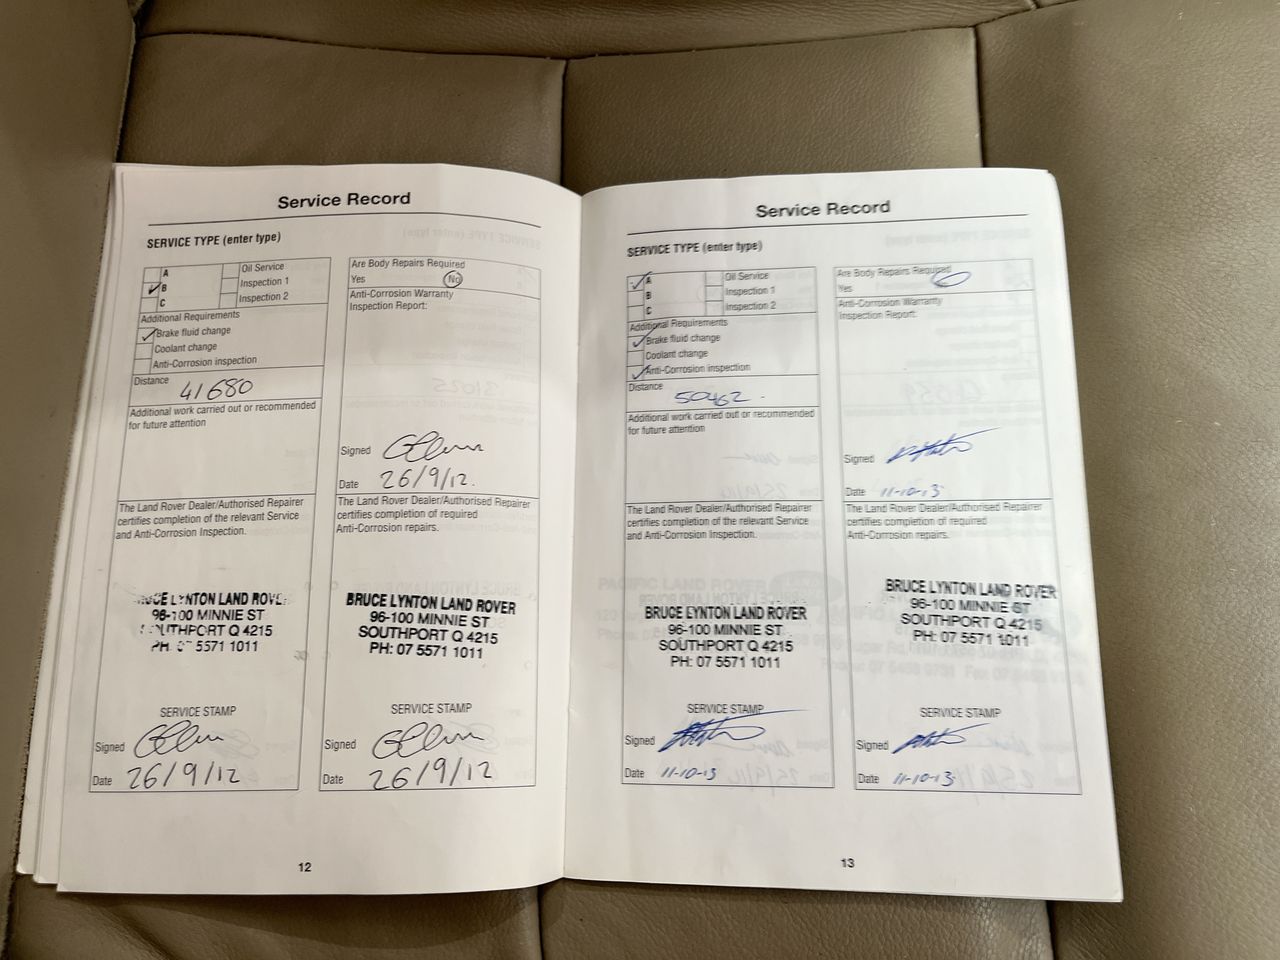 Service Record
SERVICE TYPE (enter type)
A
B
C
Oil Service
Inspection 1
Inspection 2
Additional Requirements
Brake fluid change
Coolant change
Anti-Corrosion inspection
Distance
41680
Additional work carried out or recommended
for future attention
The Land Rover Dealer/Authorised Repairer
certifies completion of the relevant Service
and Anti-Corrosion Inspection.
LYNTON LAND
96-100 MINNIE ST
Q 4215
5571 1011
SERVICE STAMP
Signed
Date 26/9/12
Are Body Repairs Required
Yes No
Anti-Corrosion Warranty
Inspection Report:
Signed
Date 26/9/12.
The Land Rover Dealer/Authorised Repairer
certifies completion of required
Anti-Corrosion repairs.
BRUCE LYNTON LAND ROVER
96-100 MINNIE ST
SOUTHPORT Q 4215
PH: 07 5571 1011
SERVICE STAMP
Signed
Date 26/9/12
12
Service Record
SERVICE TYPE (enter type)
A
B
C
Oil Service
Inspection 1
Inspection 2
Additional Requirements
Brake fluid change
Coolant change
Anti-Corrosion inspection
Distance
50462
Additional work carried out or recommended
for future attention
The Land Rover Dealer/Authorised Repairer
certifies completion of the relevant Service
and Anti-Corrosion Inspection.
BRUCE LYNTON LAND ROVER
96-100 MINNIE ST
SOUTHPORT Q 4215
PH: 07 5571 1011
SERVICE STAMP
Signed
Date 11-10-13
Are Body Repairs Required
Yes
Anti-Corrosion Warranty
Inspection Report:
Signed
Date 11-10-13
The Land Rover Dealer/Authorised Repairer
certifies completion of required
Anti-Corrosion repairs.
BRUCE LYNTON LAND ROVER
96-100 MINNIE ST
SOUTHPORT Q 4215
PH: 07 5571 1011
SERVICE STAMP
Signed
Date 11-10-13
13